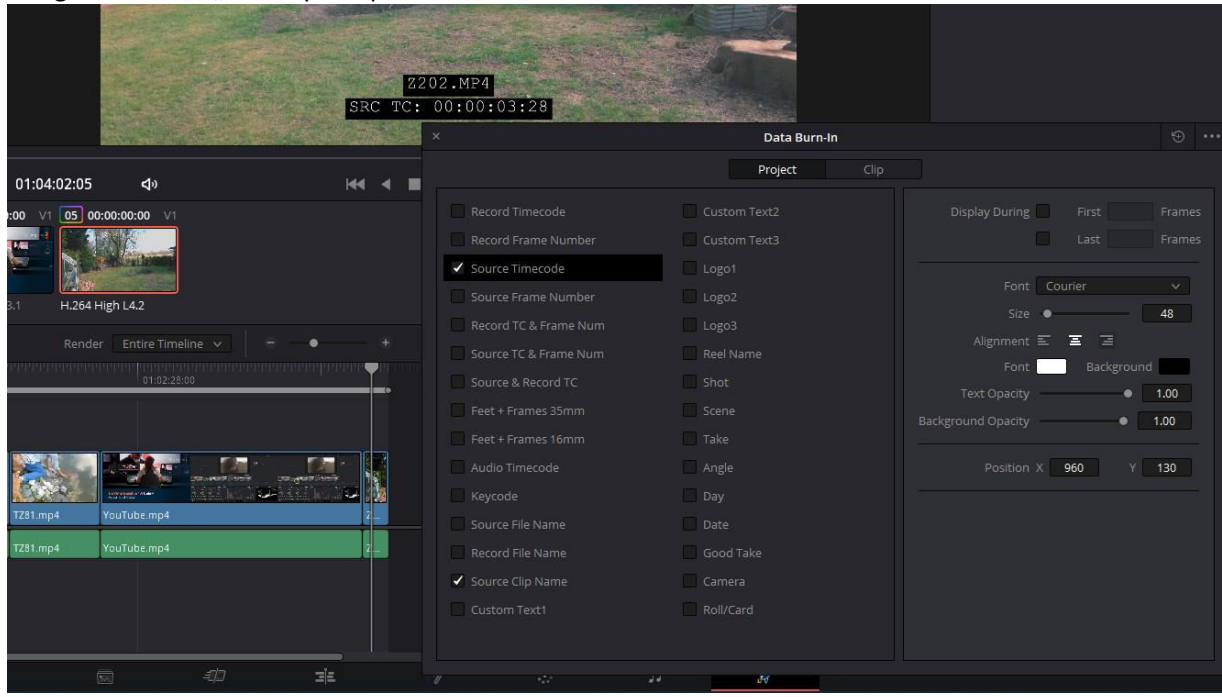 Z202.MP4
SRC TC: 00:00:03:28
Data Burn-In
Project Clip
01:04:02:05
:00 V1 05 00:00:00:00 V1
3.1 H.264 High L4.2
Render Entire Timeline
01:02:28:00
TZ81.mp4 YouTube.mp4 Z...
TZ81.mp4 YouTube.mp4 Z...
Record Timecode
Record Frame Number
Source Timecode
Source Frame Number
Record TC & Frame Num
Source TC & Frame Num
Source & Record TC
Feet + Frames 35mm
Feet + Frames 16mm
Audio Timecode
Keycode
Source File Name
Record File Name
Source Clip Name
Custom Text1
Custom Text2
Custom Text3
Logo1
Logo2
Logo3
Reel Name
Shot
Scene
Take
Angle
Day
Date
Good Take
Camera
Roll/Card
Display During First Frames
Last Frames
Font Courier
Size 48
Alignment
Font Background
Text Opacity 1.00
Background Opacity 1.00
Position X 960 Y 130